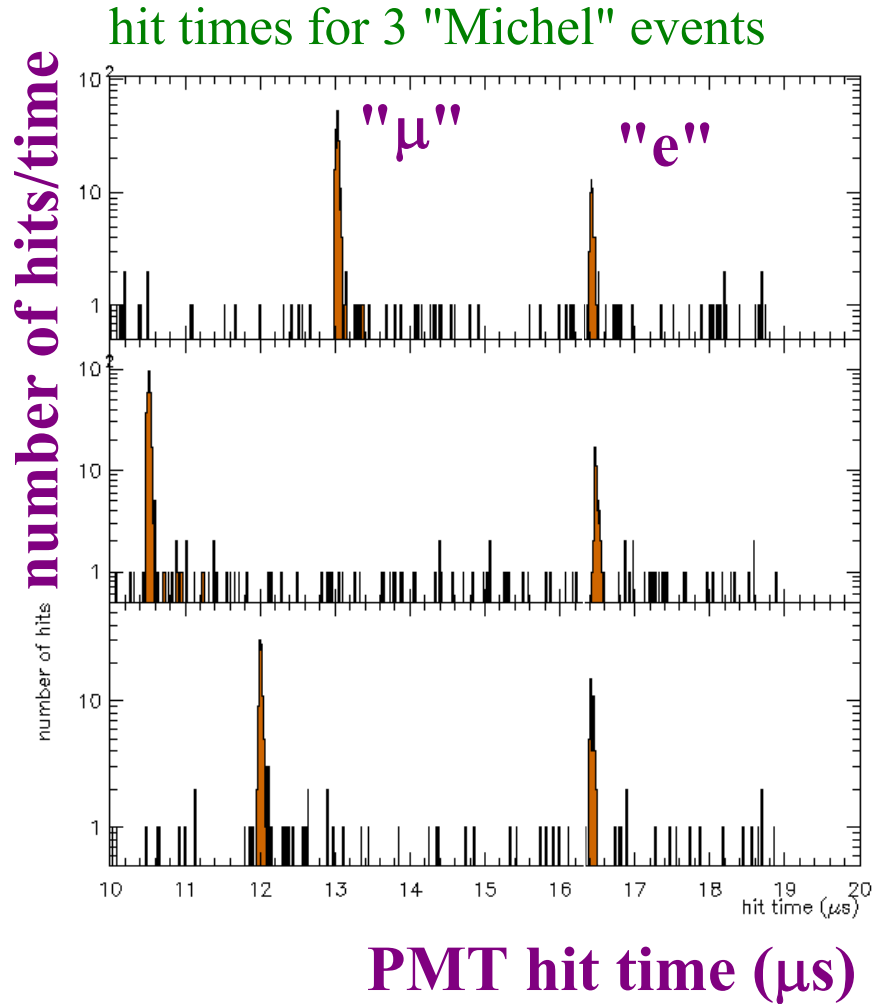 hit times for 3 "Michel" events
number of hits/time
number of hits
"μ"
"e"
10²
10
1
10²
10
1
10
1
10 11 12 13 14 15 16 17 18 19 20
hit time (μs)
PMT hit time (μs)